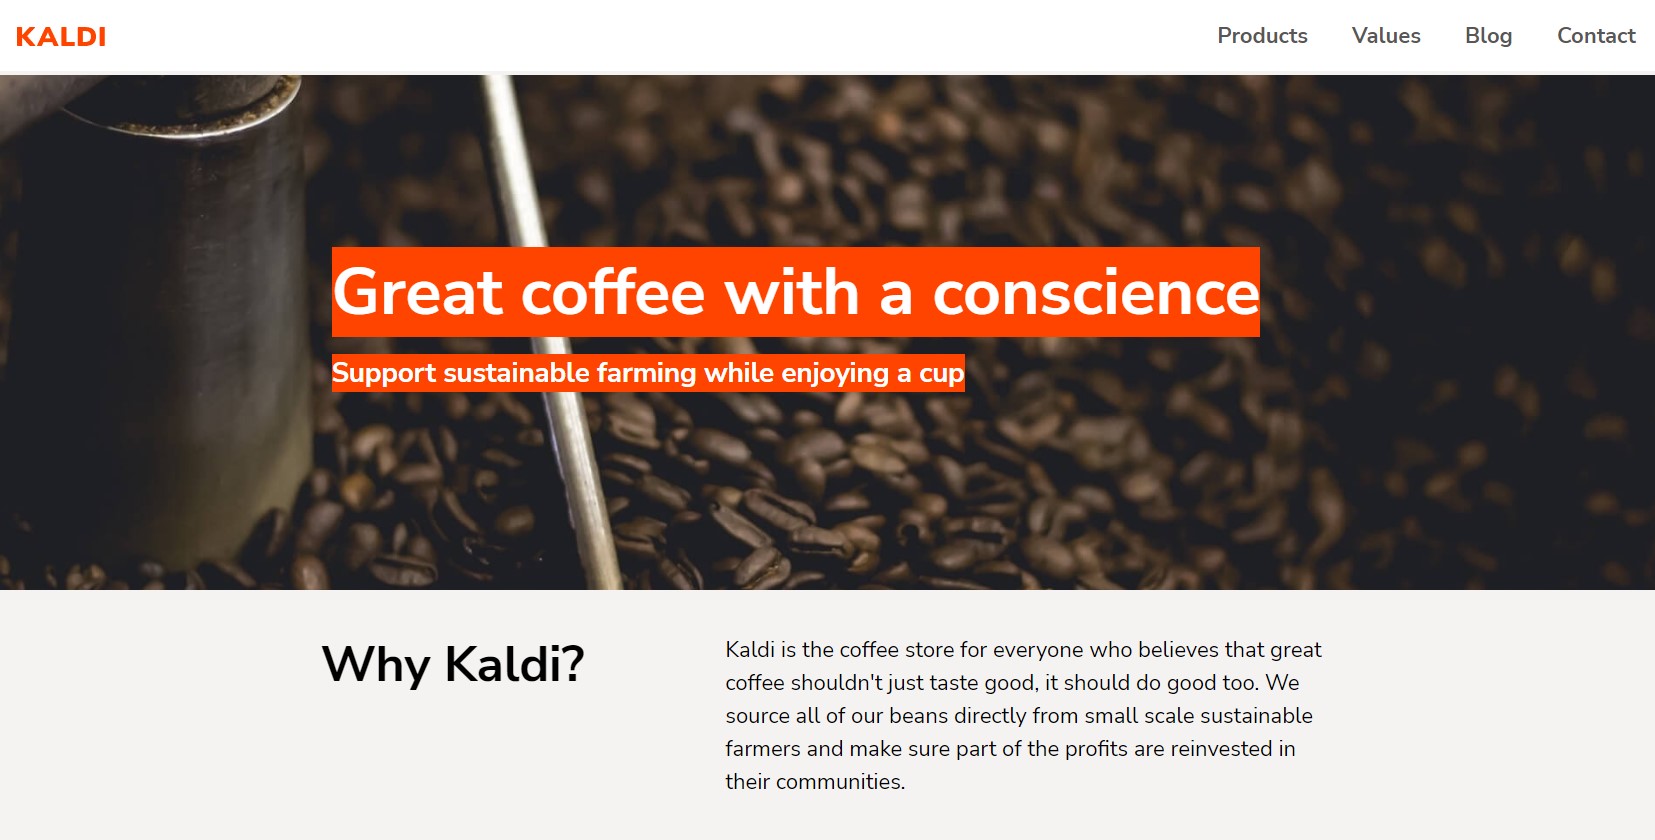 KALDI
Products Values Blog Contact
Great coffee with a conscience
Support sustainable farming while enjoying a cup
Why Kaldi?
Kaldi is the coffee store for everyone who believes that great
coffee shouldn't just taste good, it should do good too. We
source all of our beans directly from small scale sustainable
farmers and make sure part of the profits are reinvested in
their communities.